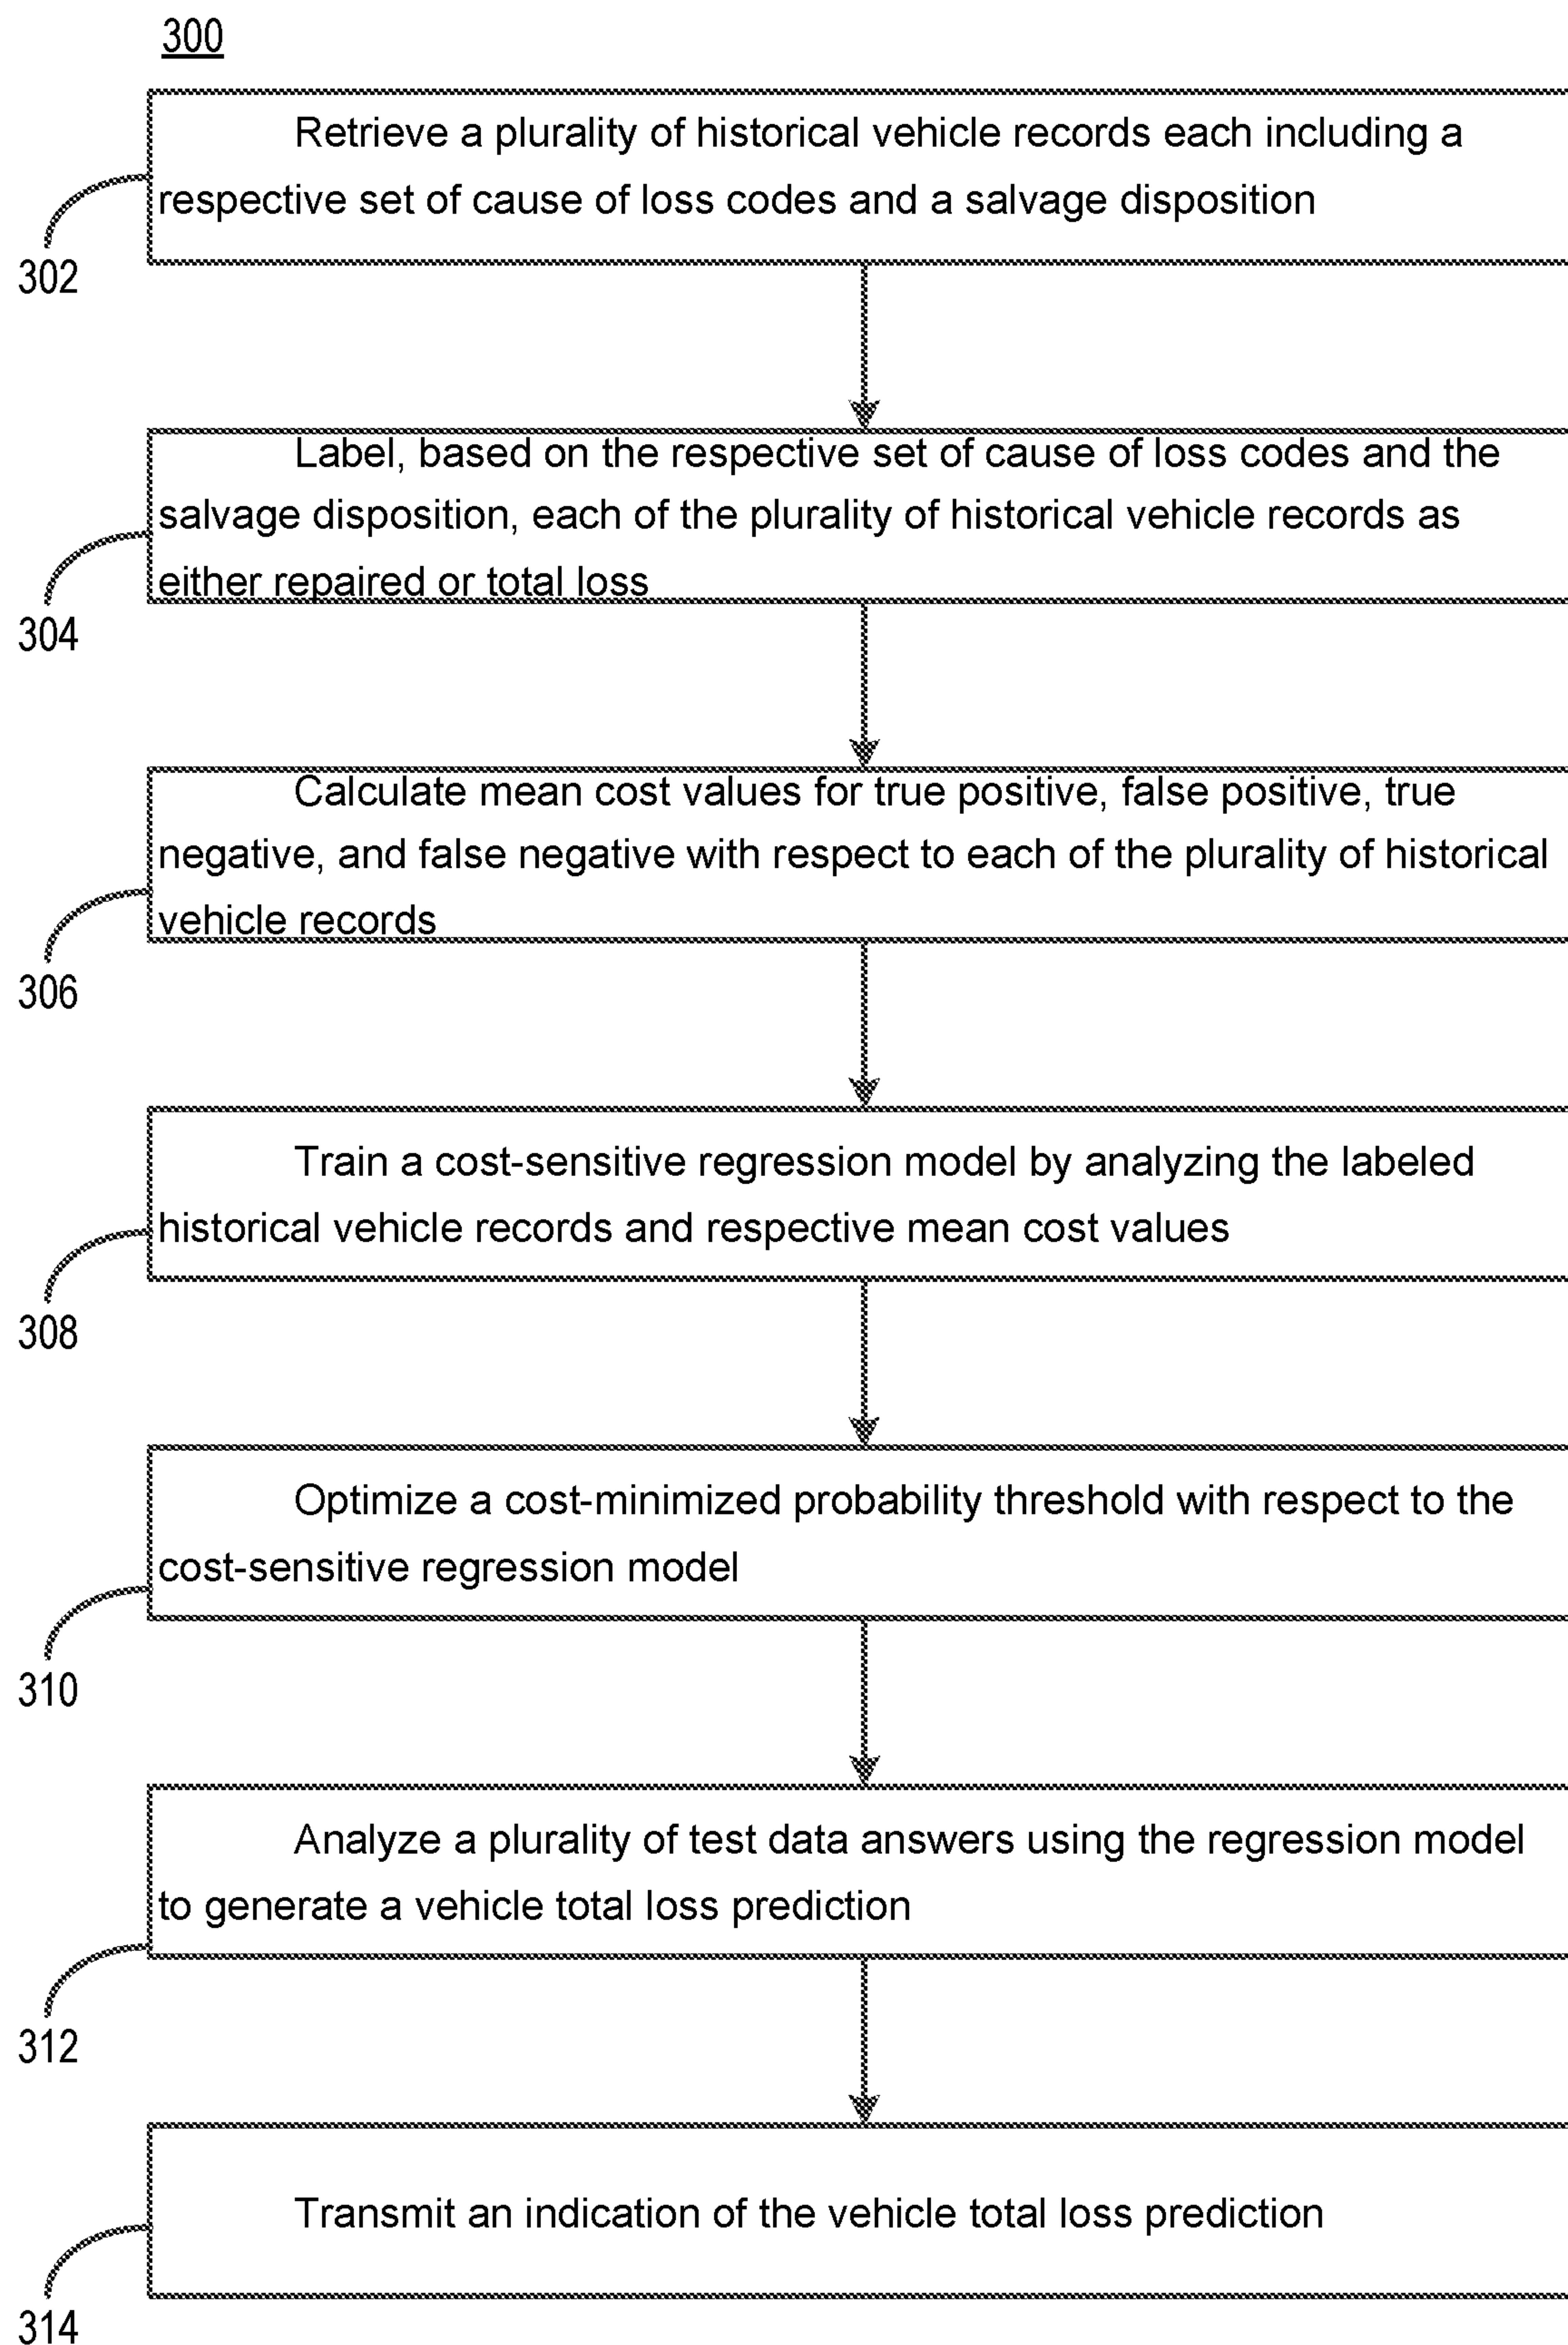 300
Retrieve a plurality of historical vehicle records each including a
respective set of cause of loss codes and a salvage disposition
302
Label, based on the respective set of cause of loss codes and the
salvage disposition, each of the plurality of historical vehicle records as
either repaired or total loss
304
Calculate mean cost values for true positive, false positive, true
negative, and false negative with respect to each of the plurality of historical
vehicle records
306
Train a cost-sensitive regression model by analyzing the labeled
historical vehicle records and respective mean cost values
308
Optimize a cost-minimized probability threshold with respect to the
cost-sensitive regression model
310
Analyze a plurality of test data answers using the regression model
to generate a vehicle total loss prediction
312
Transmit an indication of the vehicle total loss prediction
314